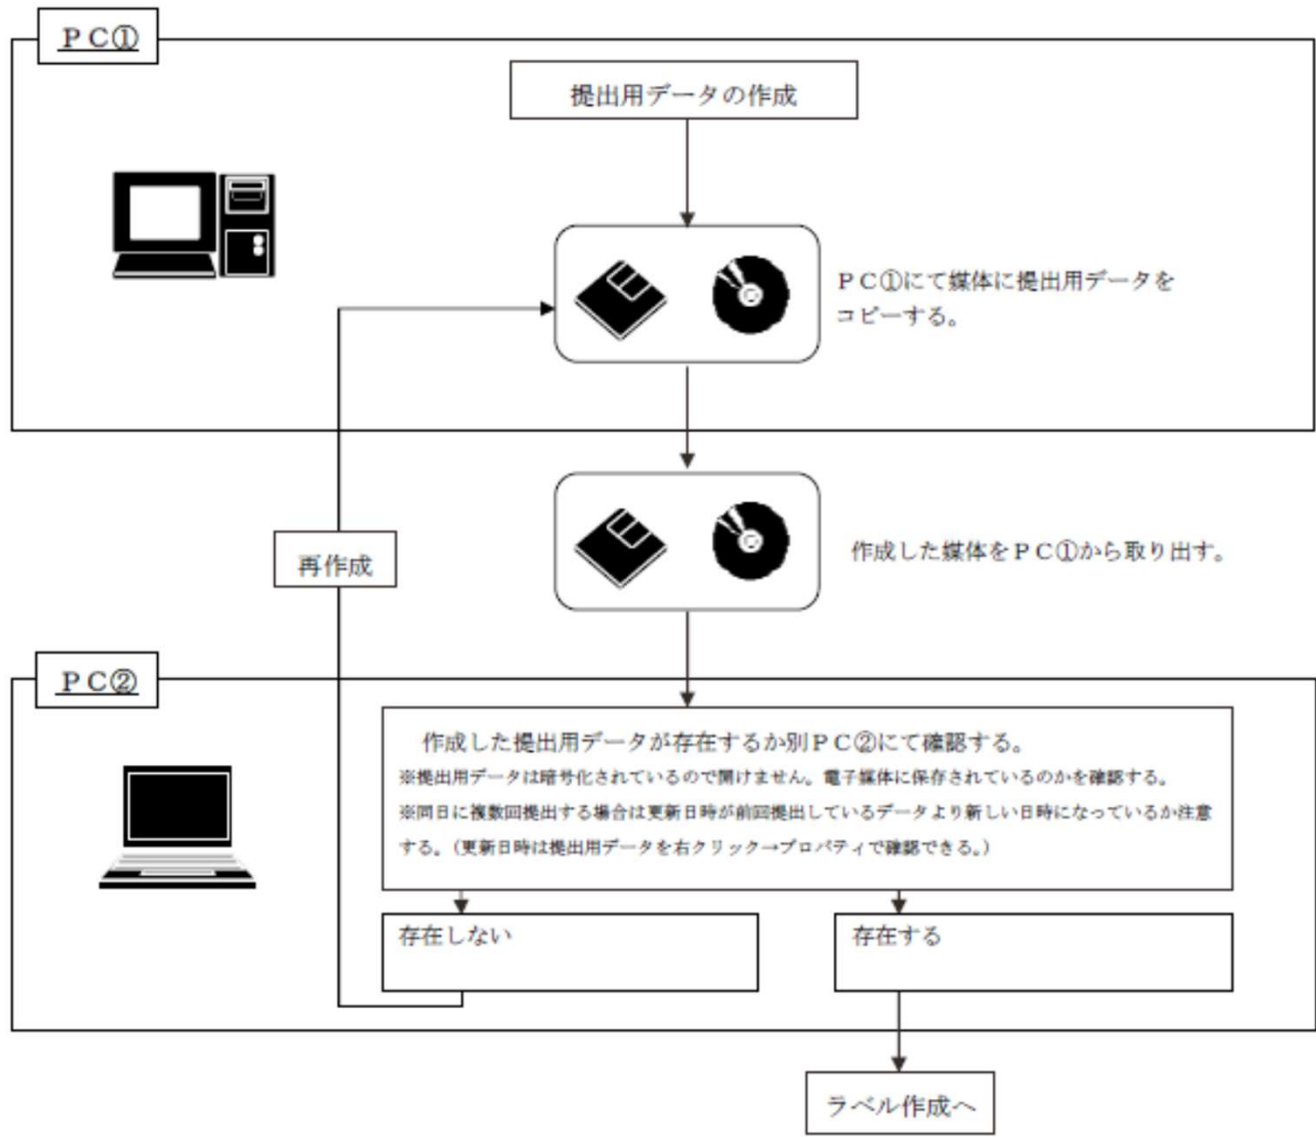 ＰＣ①
提出用データの作成
ＰＣ①にて媒体に提出用データを
コピーする。
作成した媒体をＰＣ①から取り出す。
再作成
ＰＣ②
作成した提出用データが存在するか別ＰＣ②にて確認する。
※提出用データは暗号化されているので開けません。電子媒体に保存されているのかを確認する。
※同日に複数回提出する場合は更新日時が前回提出しているデータより新しい日時になっているか注意
する。（更新日時は提出用データを右クリック→プロパティで確認できる。）
存在しない
存在する
ラベル作成へ